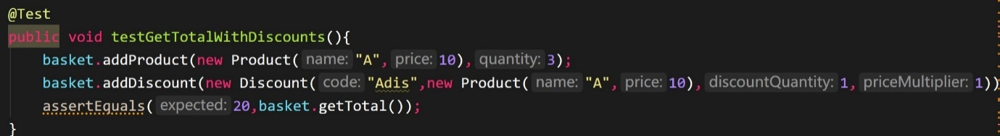 @Test
public void testGetTotalWithDiscounts(){
basket.addProduct(new Product( name: "A", price: 10), quantity: 3);
basket.addDiscount(new Discount( code: "Adis",new Product( name: "A", price: 10), discountQuantity: 1, priceMultiplier: 1))
assertEquals( expected: 20,basket.getTotal());
}